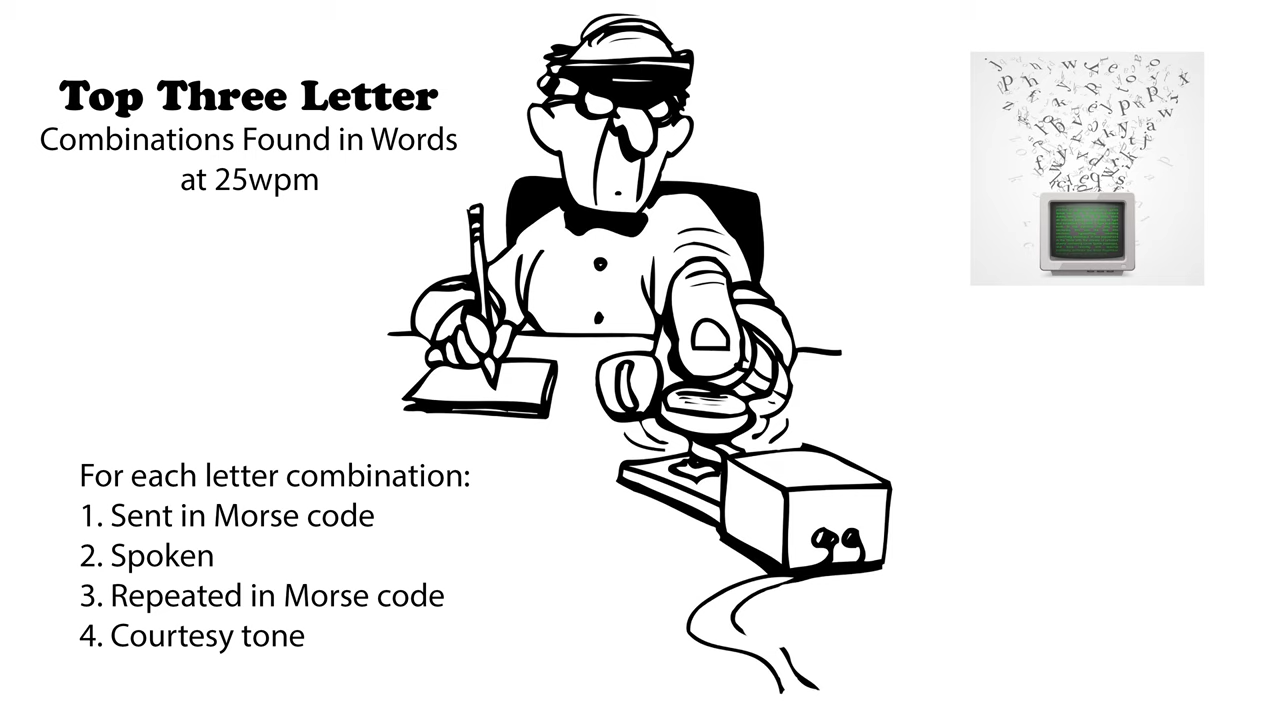 Top Three Letter
Combinations Found in Words
at 25wpm
For each letter combination:
1. Sent in Morse code
2. Spoken
3. Repeated in Morse code
4. Courtesy tone